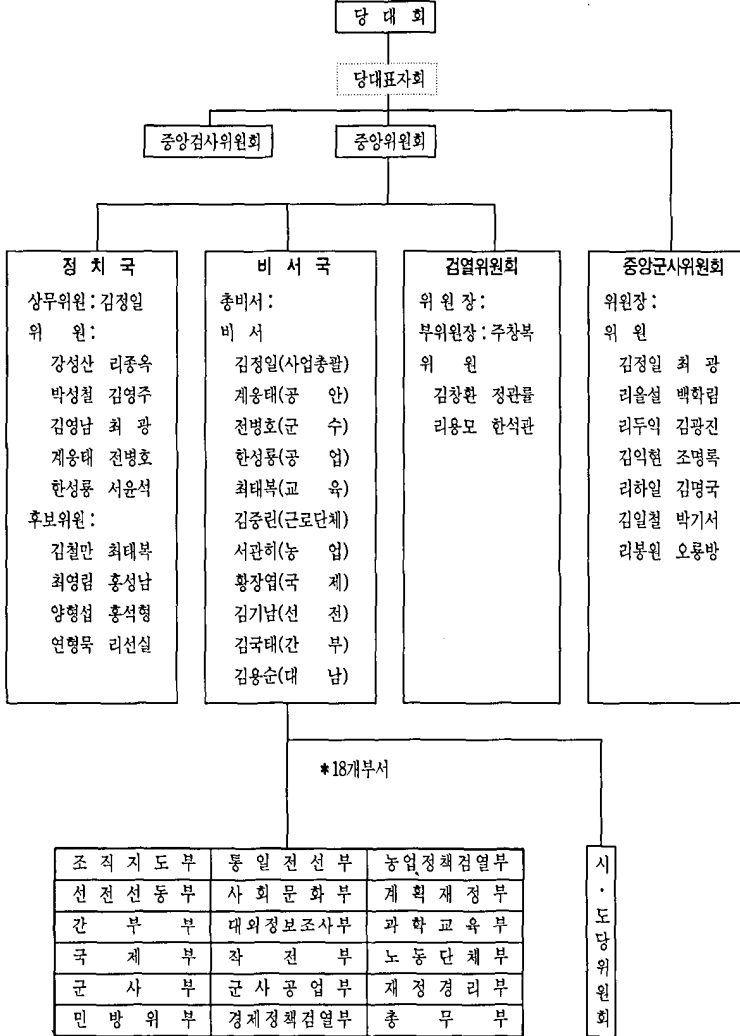 당 대 회
당대표자회
중앙검사위원회
중앙위원회
정 치 국
상무위원 : 김정일
위 원 :
강성산 리종옥
박성철 김영주
김영남 최 광
계응태 전병호
한성룡 서윤석
후보위원 :
김철만 최태복
최영림 홍성남
양형섭 홍석형
연형묵 리선실
비 서 국
총비서 :
비 서
김정일(사업총괄)
계응태(공 안)
전병호(군 수)
한성룡(공 업)
최태복(교 육)
김중린(근로단체)
서관히(농 업)
황장엽(국 제)
김기남(선 전)
김국태(간 부)
김용순(대 남)
검열위원회
위 원 장 :
부위원장 : 주창복
위 원
김창환 정관률
리용모 한석관
중앙군사위원회
위원장 :
위 원
김정일 최 광
리을설 백학림
리두익 김광진
김익현 조명록
리하일 김명국
김일철 박기서
리봉원 오룡방
*18개부서
조 직 지 도 부 통 일 전 선 부 농업정책검열부
선 전 선 동 부 사 회 문 화 부 계 획 재 정 부
간 부 부 대외정보조사부 과 학 교 육 부
국 제 부 작 전 부 노 동 단 체 부
군 사 부 군 사 공 업 부 재 정 경 리 부
민 방 위 부 경제정책검열부 총 무 부
시·도당위원회